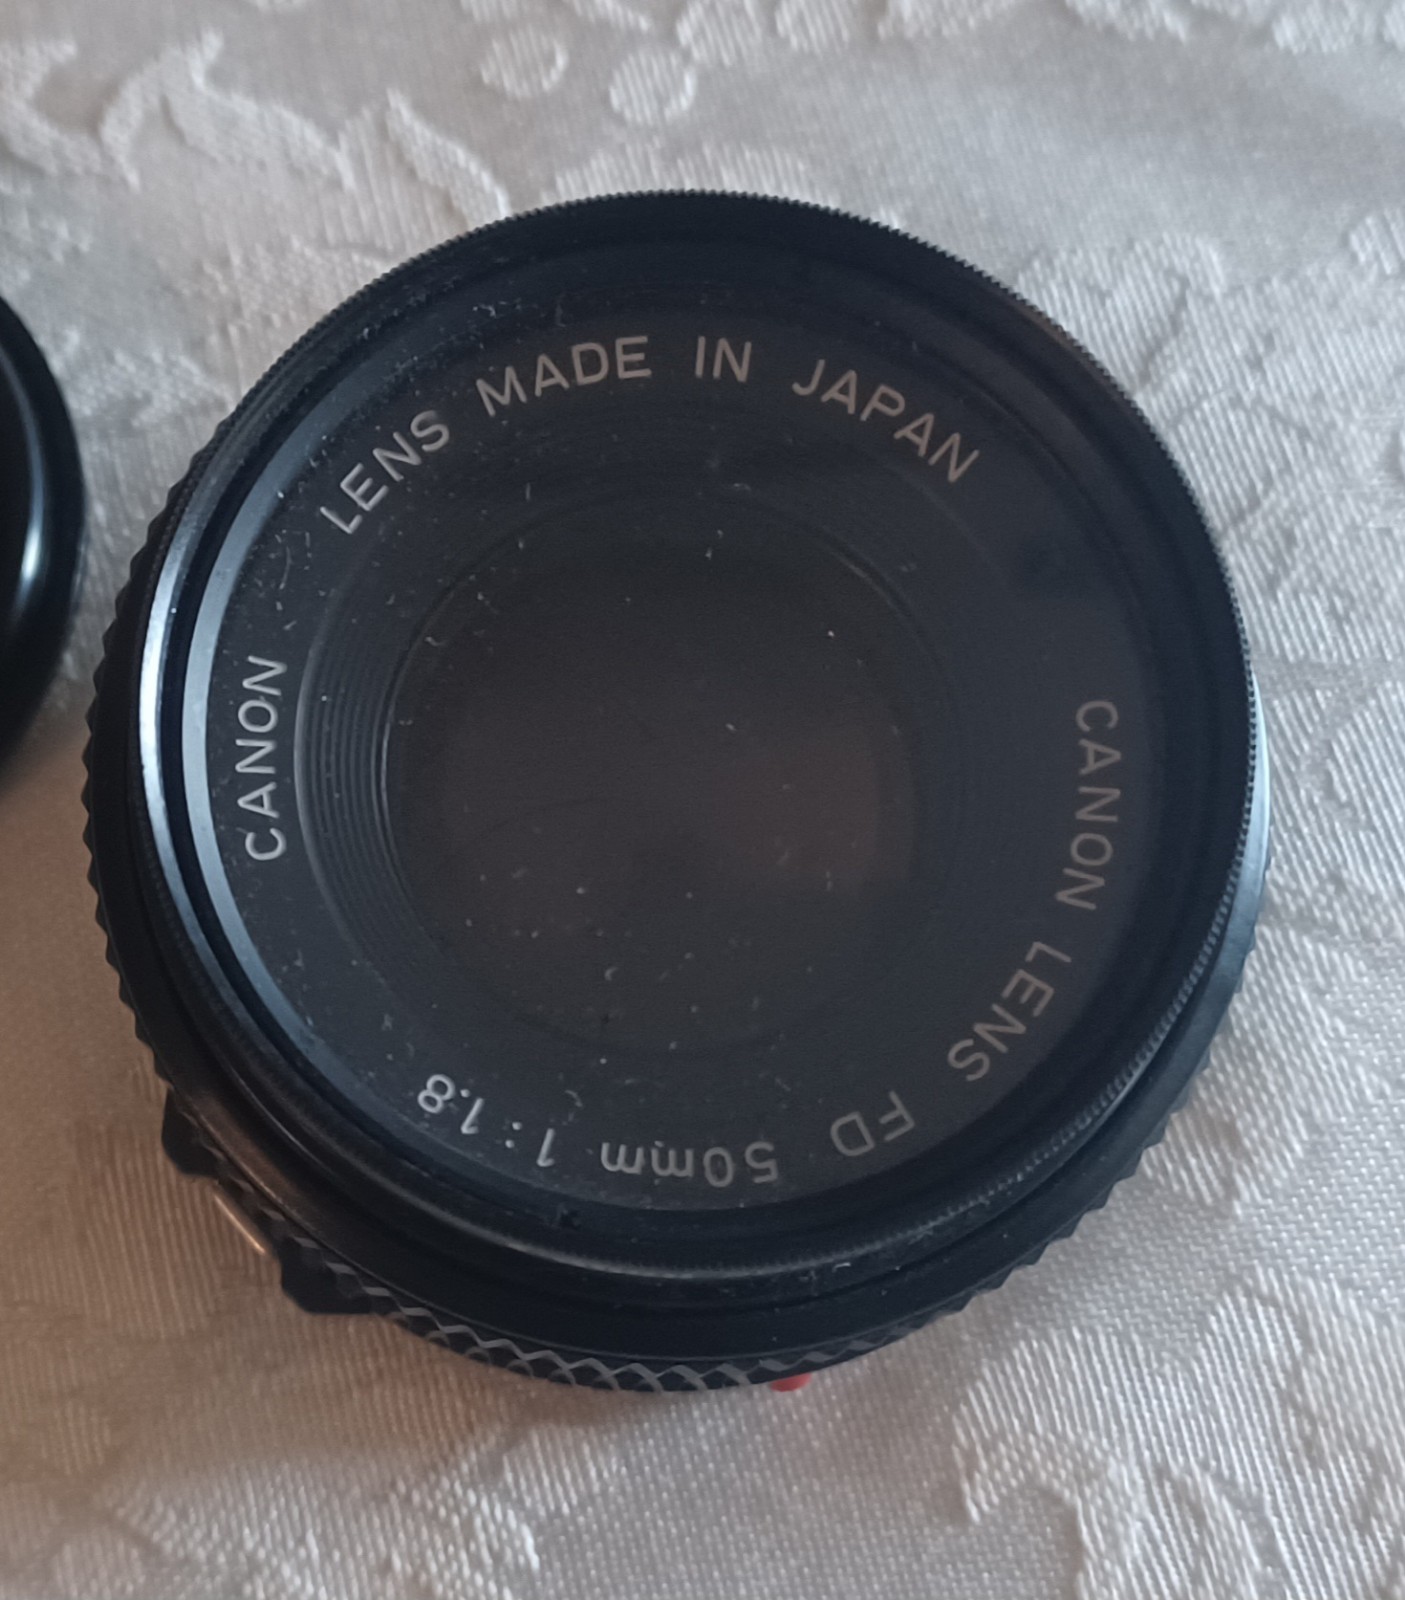 CANON LENS MADE IN JAPAN
CANON LENS FD 50mm 1:1.8